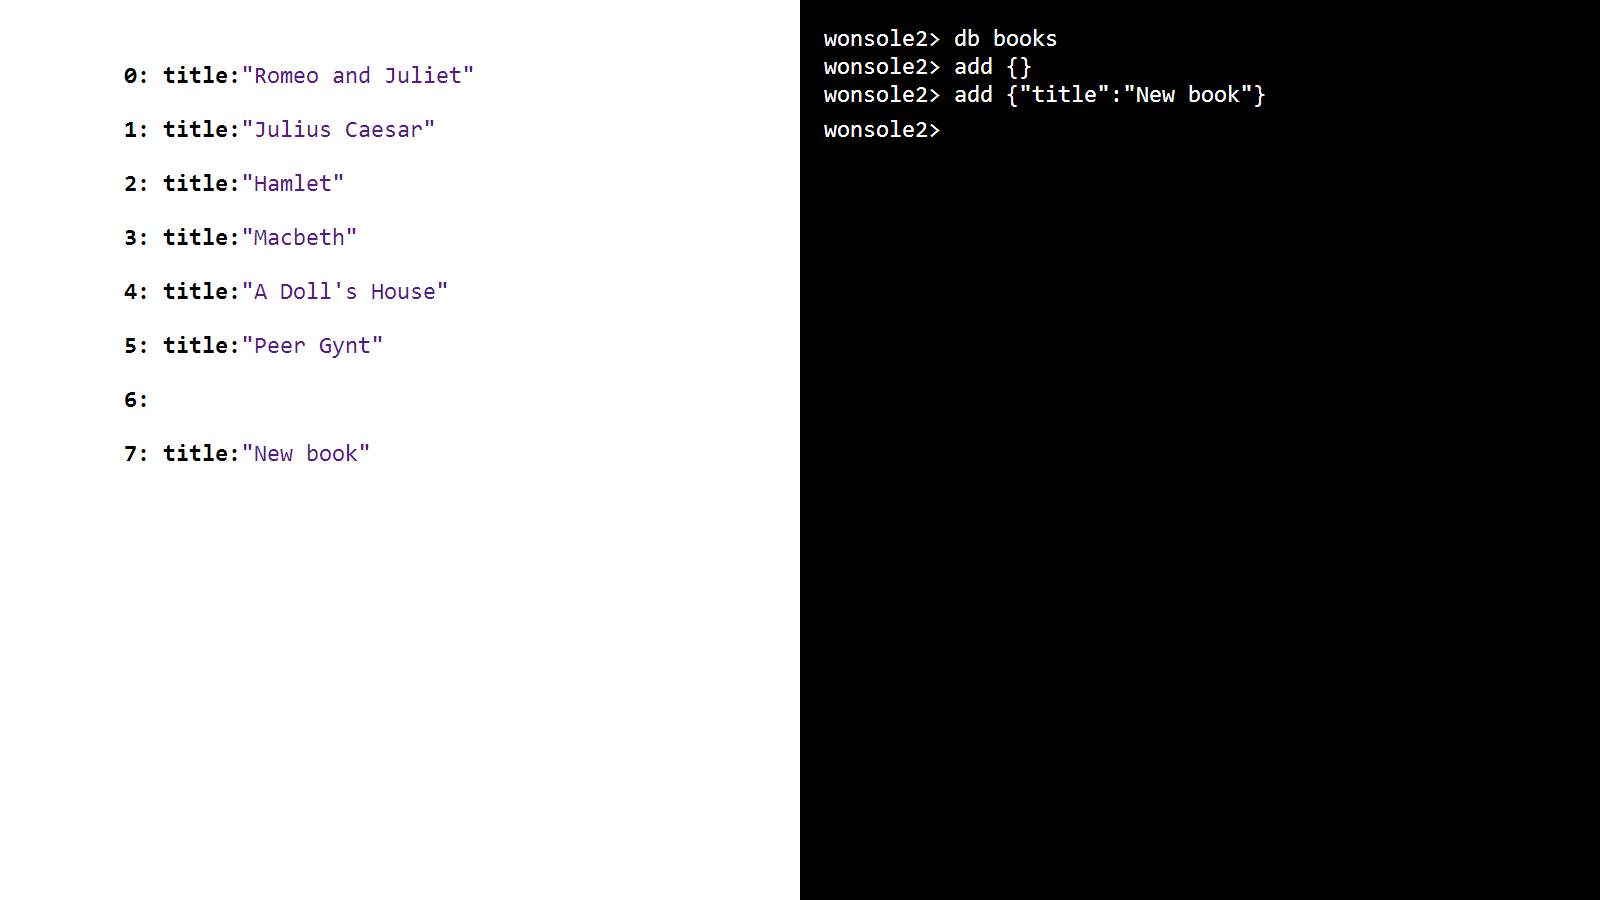 0: title:"Romeo and Juliet"
1: title:"Julius Caesar"
2: title:"Hamlet"
3: title:"Macbeth"
4: title:"A Doll's House"
5: title:"Peer Gynt"
6:
7: title:"New book"
wonsole2> db books
wonsole2> add {}
wonsole2> add {"title":"New book"}
wonsole2>